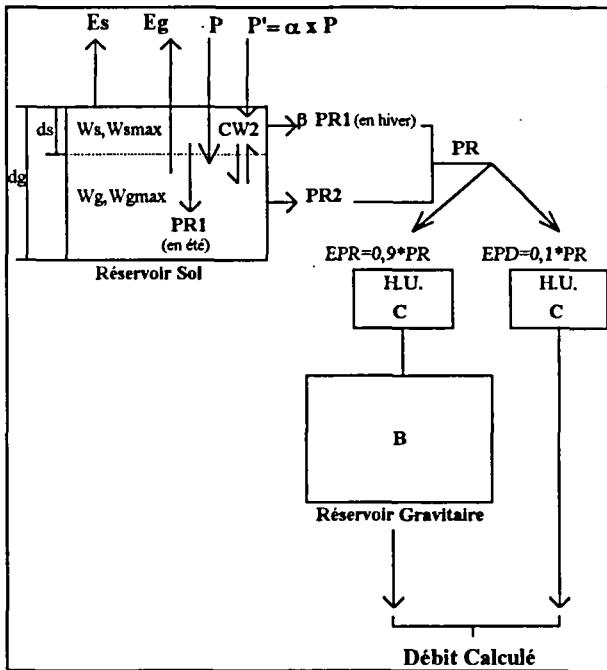 Es Eg P P'= α x P
ds Ws, Wsmax CW2 β PR1 (en hiver)
dg Wg, Wgmax PR
PR1 PR2
(en été)
Réservoir Sol
EPR=0,9*PR EPD=0,1*PR
H.U. H.U.
C C
B
Réservoir Gravitaire
Débit Calculé